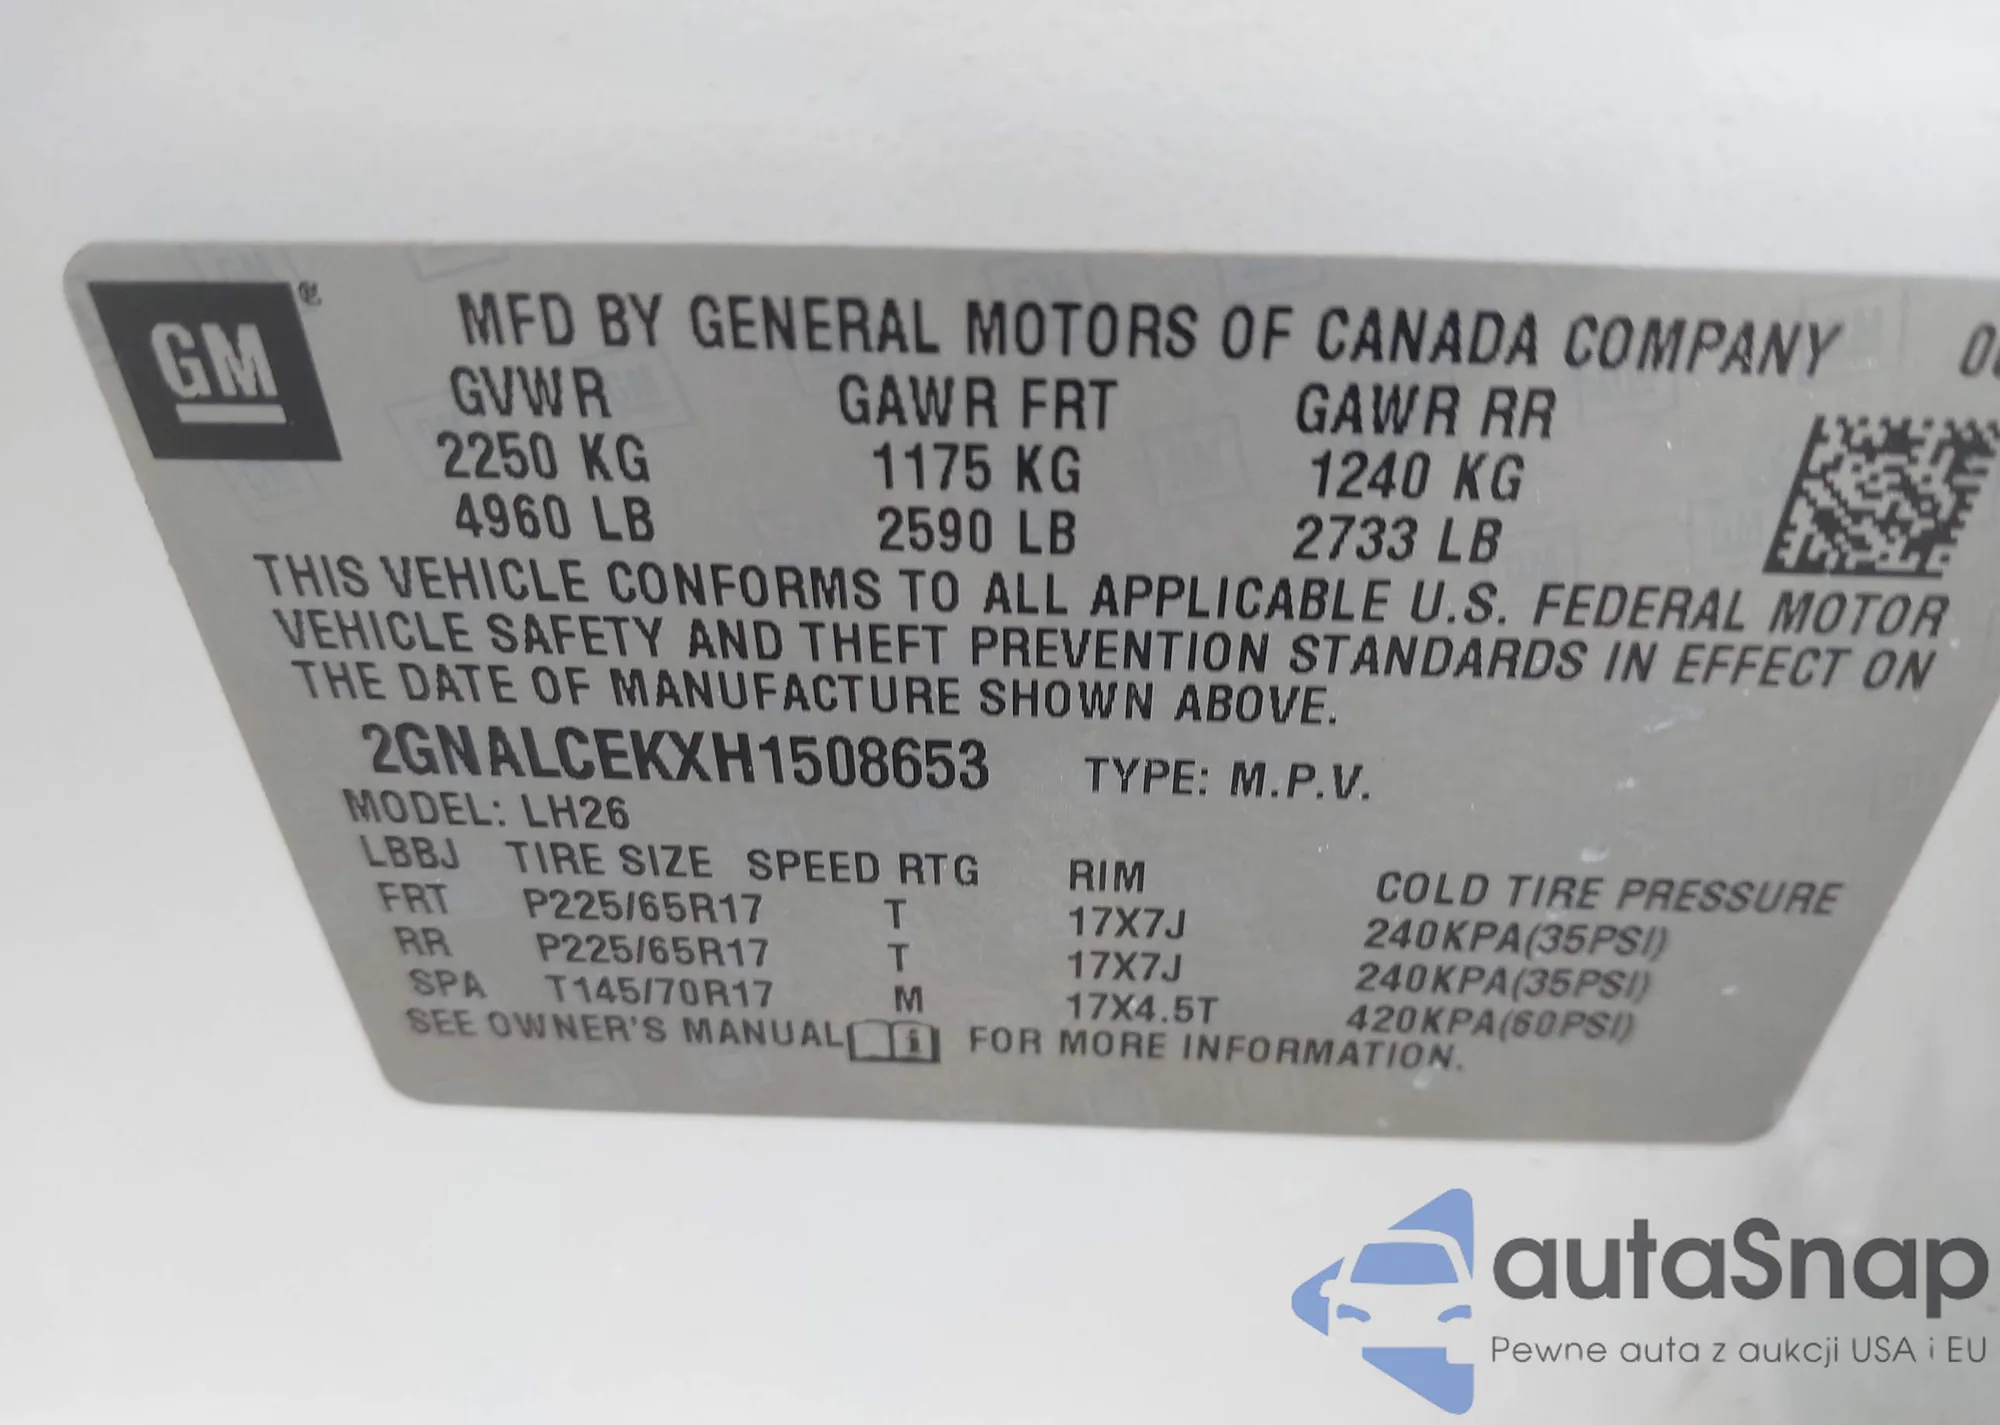 GM ®
MFD BY GENERAL MOTORS OF CANADA COMPANY
GVWR GAWR FRT GAWR RR
2250 KG 1175 KG 1240 KG
4960 LB 2590 LB 2733 LB
THIS VEHICLE CONFORMS TO ALL APPLICABLE U.S. FEDERAL MOTOR
VEHICLE SAFETY AND THEFT PREVENTION STANDARDS IN EFFECT ON
THE DATE OF MANUFACTURE SHOWN ABOVE.
2GNALCEKXH1508653 TYPE: M.P.V.
MODEL: LH26
LBBJ TIRE SIZE SPEED RTG RIM COLD TIRE PRESSURE
FRT P225/65R17 T 17X7J 240KPA(35PSI)
RR P225/65R17 T 17X7J 240KPA(35PSI)
SPA T145/70R17 M 17X4.5T 420KPA(60PSI)
SEE OWNER'S MANUAL i FOR MORE INFORMATION.
autaSnap
Pewne auta z aukcji USA i EU